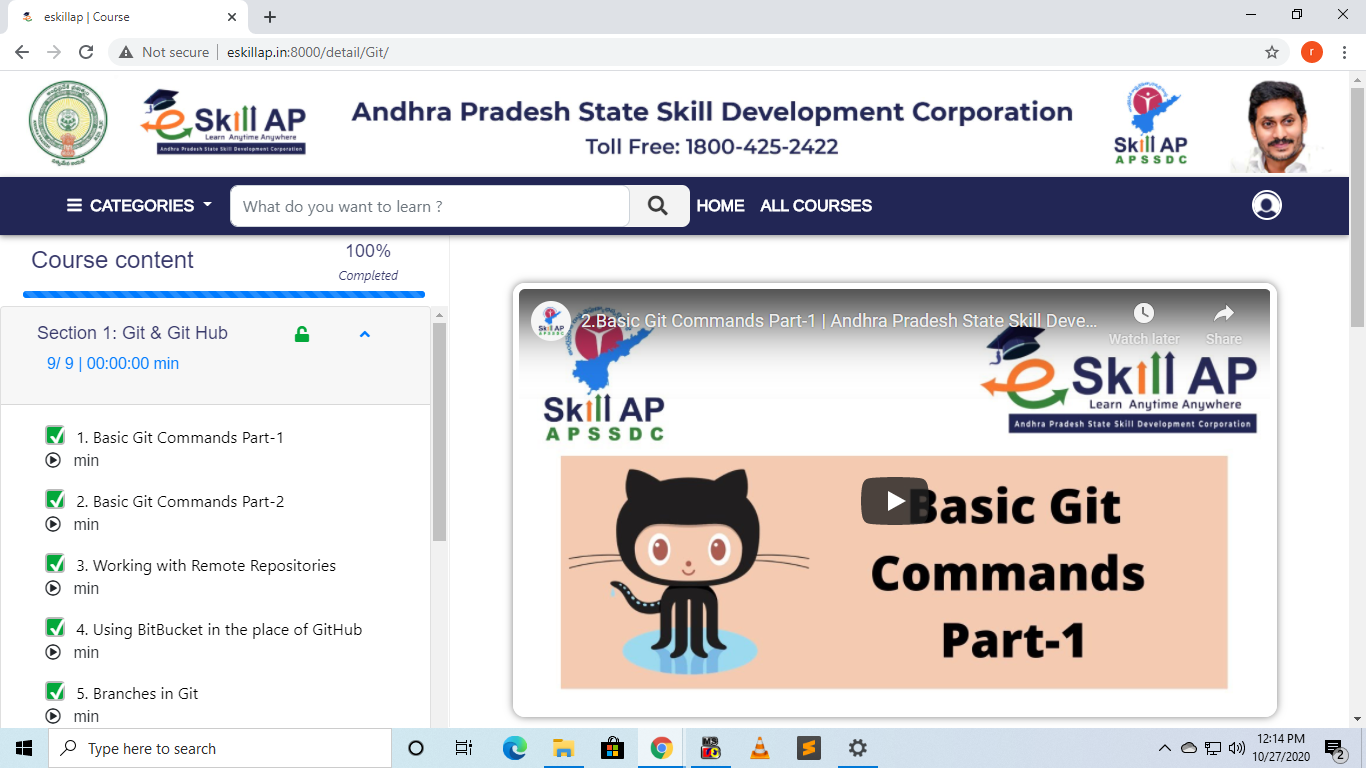 eskillap | Course
Not secure
eskillap.in:8000/detail/Git/
r
eSkill AP
Learn Anytime Anywhere
Andhra Pradesh State Skill Development Corporation
Andhra Pradesh State Skill Development Corporation
Toll Free: 1800-425-2422
Skill AP
APSSDC
CATEGORIES
What do you want to learn ?
HOME
ALL COURSES
Course content
100%
Completed
Section 1: Git & Git Hub
9/ 9 | 00:00:00 min
1. Basic Git Commands Part-1
min
2. Basic Git Commands Part-2
min
3. Working with Remote Repositories
min
4. Using BitBucket in the place of GitHub
min
5. Branches in Git
min
2.Basic Git Commands Part-1 | Andhra Pradesh State Skill Deve...
Watch later
Share
Skill AP
APSSDC
eSkill AP
Learn Anytime Anywhere
Andhra Pradesh State Skill Development Corporation
Basic Git
Commands
Part-1
Type here to search
12:14 PM
10/27/2020
2